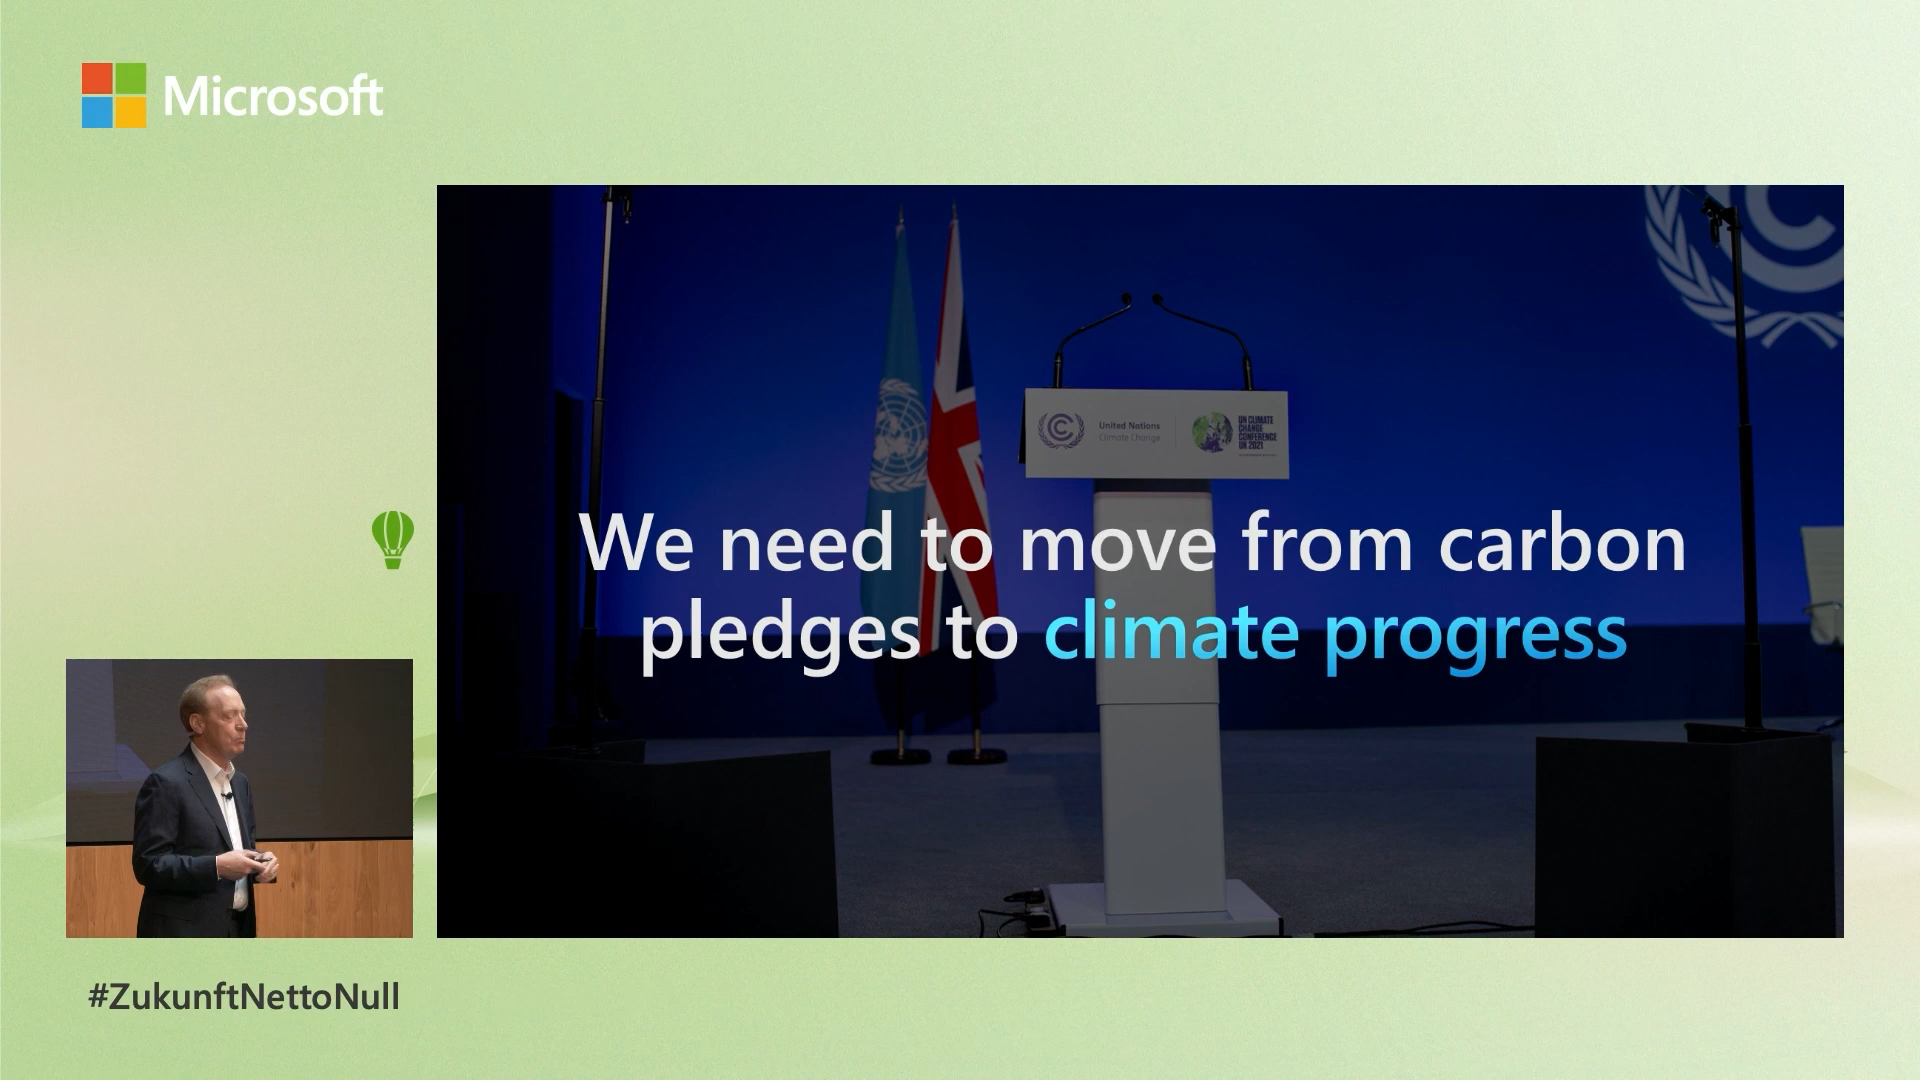 Microsoft
United Nations
Climate Change
UN CLIMATE
CHANGE
CONFERENCE
UK 2021
We need to move from carbon
pledges to climate progress
#ZukunftNettoNull